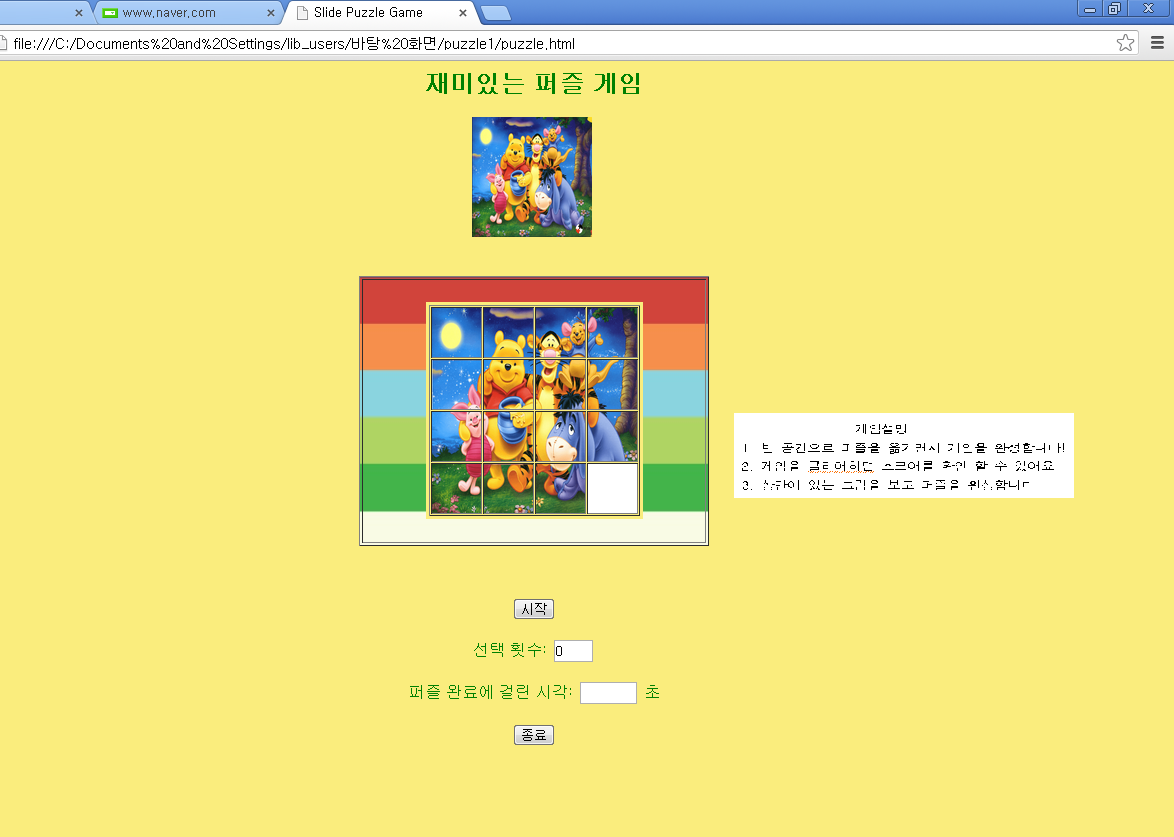 www.naver.com
Slide Puzzle Game
file:///C:/Documents%20and%20Settings/lib_users/바탕%20화면/puzzle1/puzzle.html
재미있는 퍼즐 게임
게임설명
1. 빈 공간으로 퍼즐을 옮기면서 게임을 완성합니다!
2. 게임을 클리어하면 스코어를 확인 할 수 있어요
3. 상단에 있는 그림을 보고 퍼즐을 완성합니다
시작
선택 횟수: 0
퍼즐 완료에 걸린 시각: 초
종료